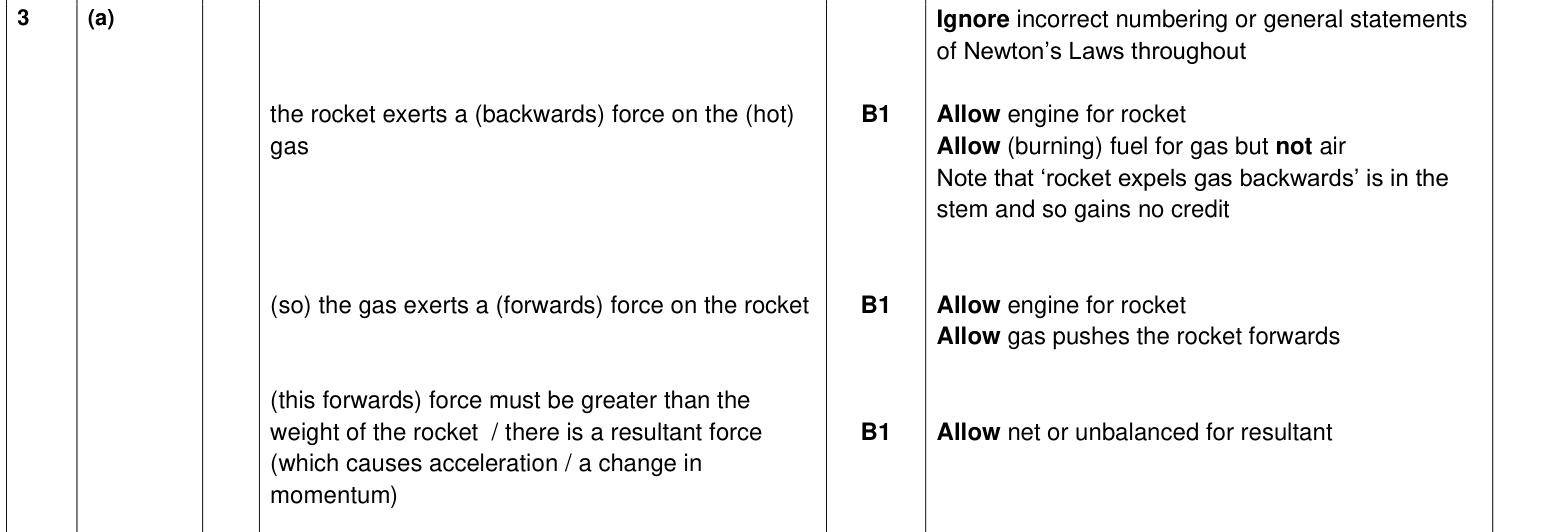 3 (a) Ignore incorrect numbering or general statements
of Newton's Laws throughout
the rocket exerts a (backwards) force on the (hot) B1 Allow engine for rocket
gas Allow (burning) fuel for gas but not air
Note that ‘rocket expels gas backwards’ is in the
stem and so gains no credit
(so) the gas exerts a (forwards) force on the rocket B1 Allow engine for rocket
Allow gas pushes the rocket forwards
(this forwards) force must be greater than the
weight of the rocket / there is a resultant force B1 Allow net or unbalanced for resultant
(which causes acceleration / a change in
momentum)